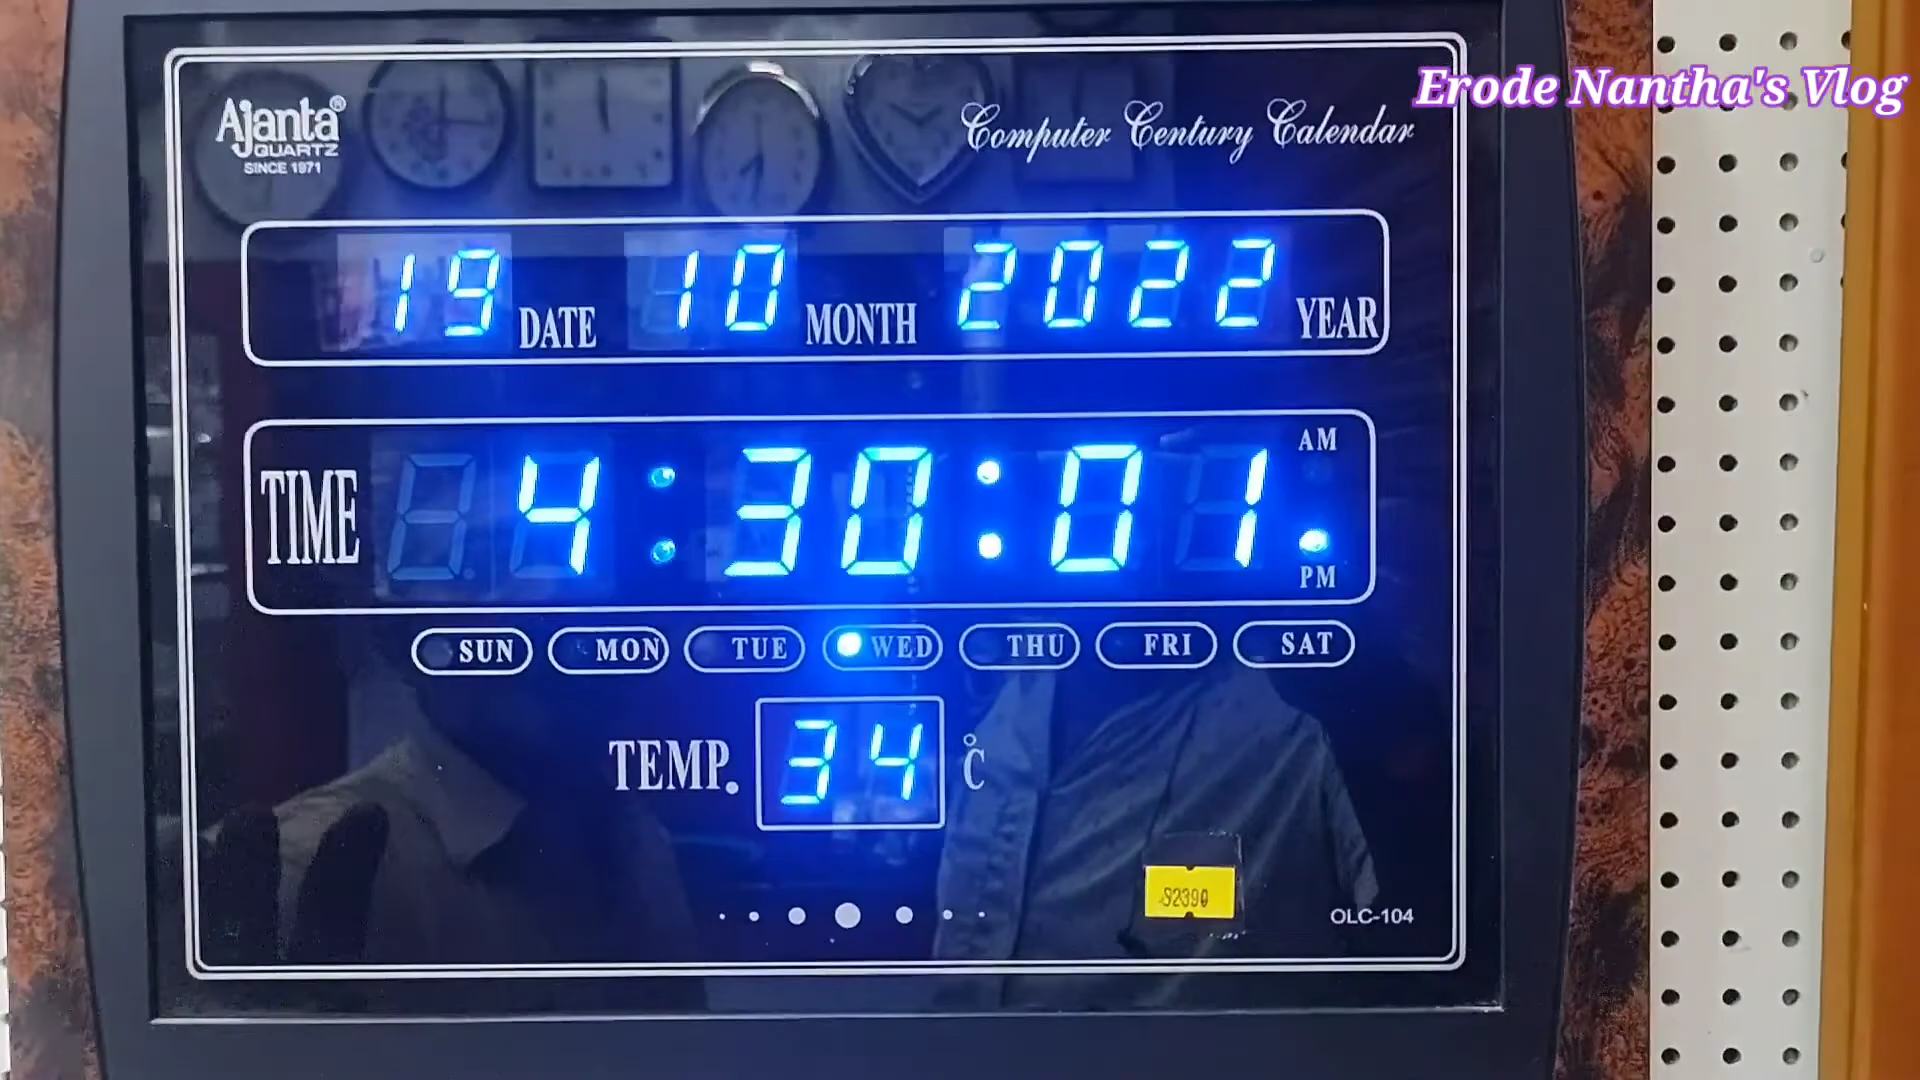 Erode Nantha's Vlog
Ajanta®
QUARTZ
SINCE 1971
Computer Century Calendar
19 DATE 10 MONTH 2022 YEAR
AM
TIME 4:30:01
PM
SUN MON TUE WED THU FRI SAT
TEMP. 34 °C
S2390
OLC-104